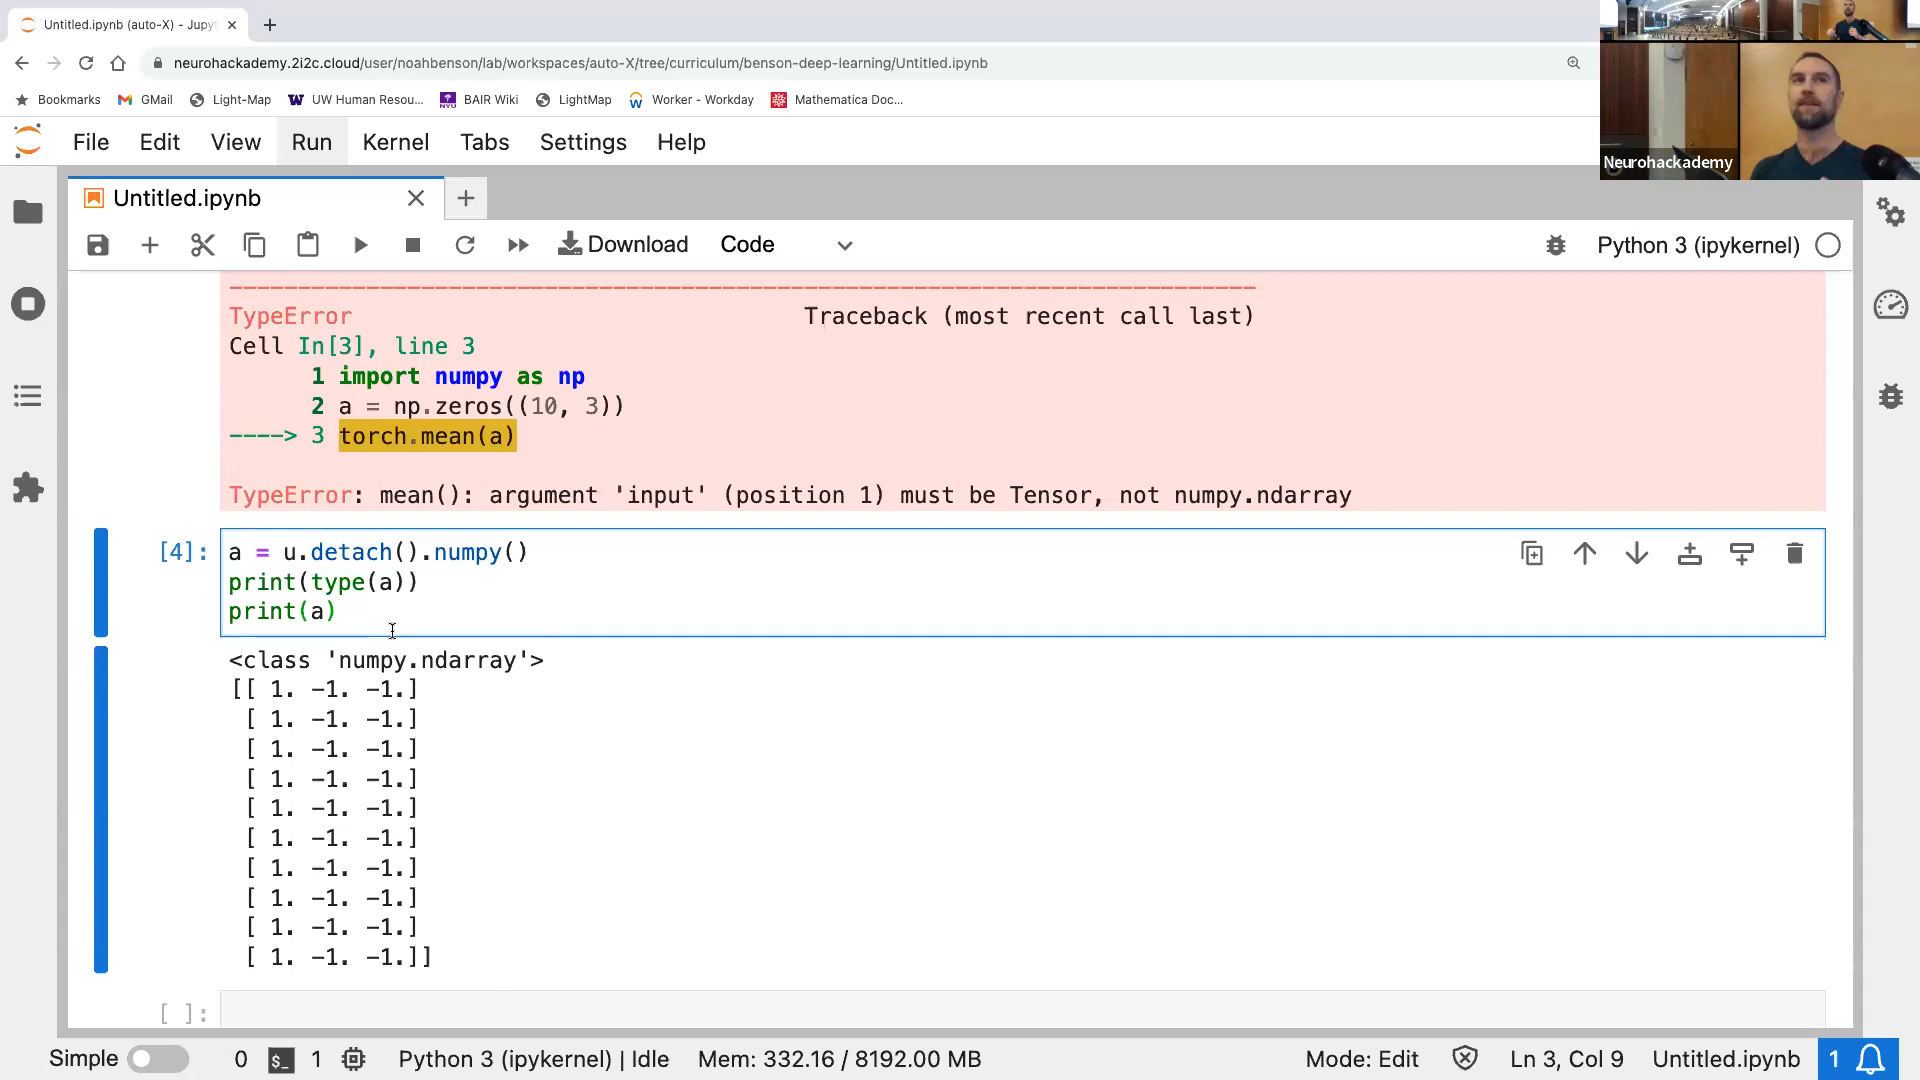 Untitled.ipynb (auto-X) - Jupy
neurohackademy.2i2c.cloud/user/noahbenson/lab/workspaces/auto-X/tree/curriculum/benson-deep-learning/Untitled.ipynb
Bookmarks GMail Light-Map UW Human Resou... BAIR Wiki LightMap Worker - Workday Mathematica Doc...
File Edit View Run Kernel Tabs Settings Help
Neurohackademy
Untitled.ipynb
Download Code Python 3 (ipykernel)
---------------------------------------------------------------------------
TypeError Traceback (most recent call last)
Cell In[3], line 3
1 import numpy as np
2 a = np.zeros((10, 3))
----> 3 torch.mean(a)
TypeError: mean(): argument 'input' (position 1) must be Tensor, not numpy.ndarray
[4]: a = u.detach().numpy()
print(type(a))
print(a)
<class 'numpy.ndarray'>
[[ 1. -1. -1.]
[ 1. -1. -1.]
[ 1. -1. -1.]
[ 1. -1. -1.]
[ 1. -1. -1.]
[ 1. -1. -1.]
[ 1. -1. -1.]
[ 1. -1. -1.]
[ 1. -1. -1.]
[ 1. -1. -1.]]
[ ]:
Simple 0 $_ 1 Python 3 (ipykernel) | Idle Mem: 332.16 / 8192.00 MB Mode: Edit Ln 3, Col 9 Untitled.ipynb 1